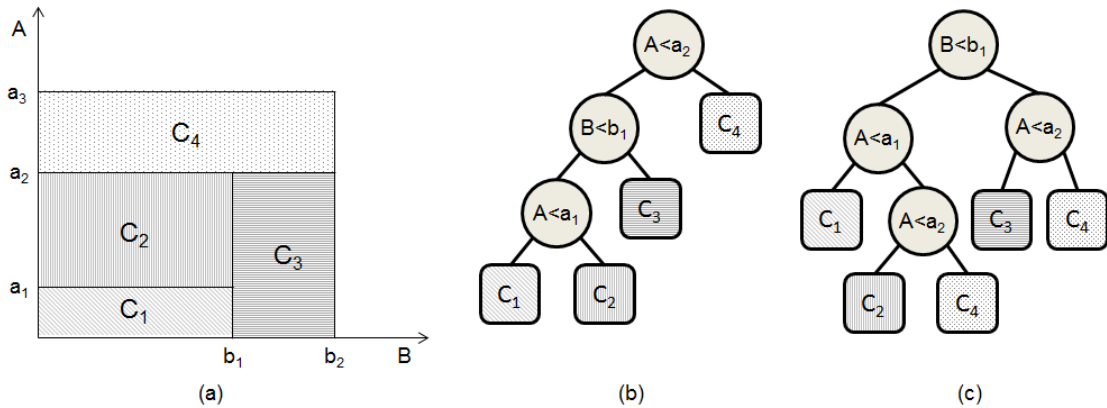 A
a₃
C₄
a₂
C₂
C₃
a₁
C₁
b₁
b₂
B
(a)
A<a₂
B<b₁
C₄
A<a₁
C₃
C₁
C₂
(b)
B<b₁
A<a₁
A<a₂
C₁
A<a₂
C₃
C₄
C₂
C₄
(c)